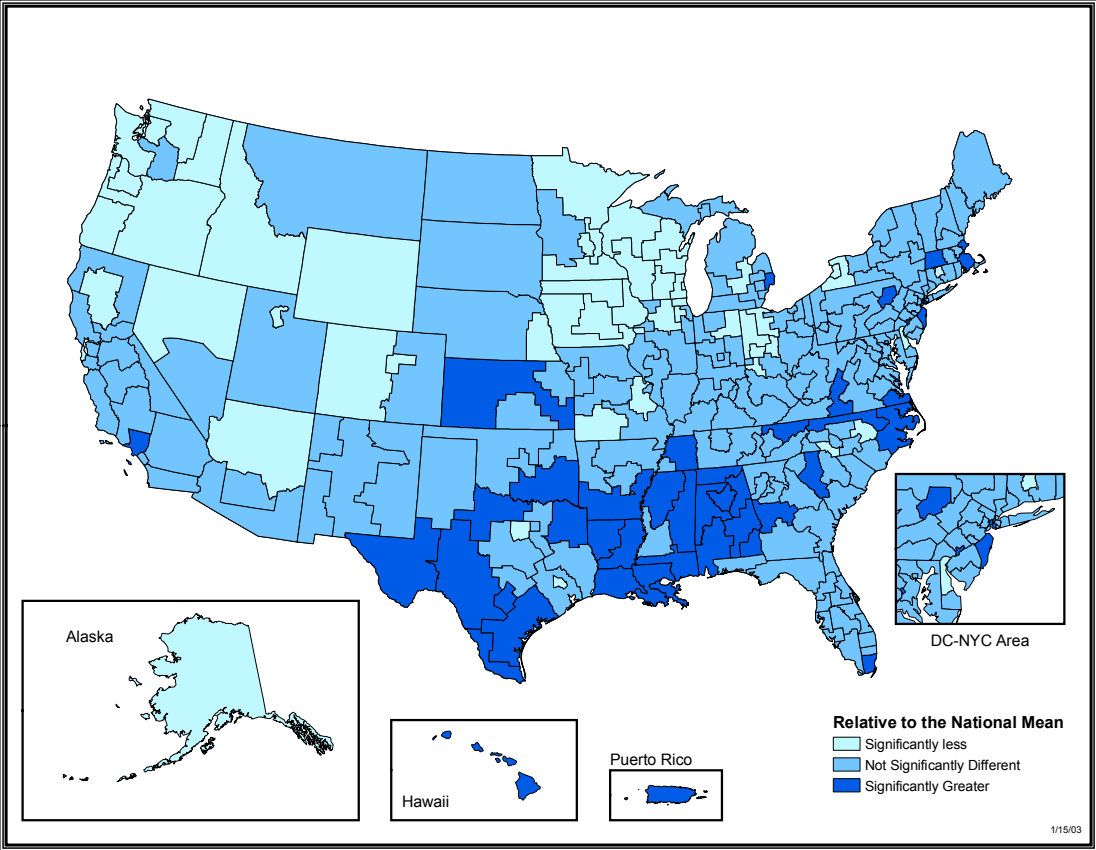 DC-NYC Area
Alaska
Hawaii
Puerto Rico
Relative to the National Mean
Significantly less
Not Significantly Different
Significantly Greater
1/15/03